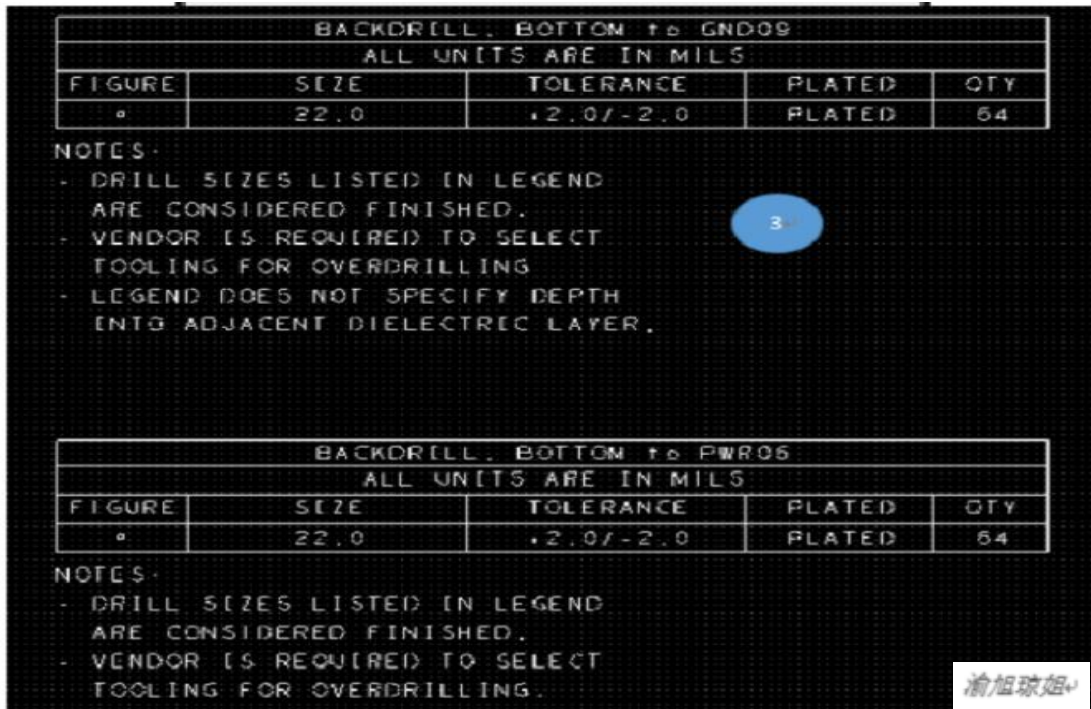 BACKDRILL. BOTTOM to GND09
ALL UNITS ARE IN MILS
FIGURE SIZE TOLERANCE PLATED QTY
22.0 +2.0/-2.0 PLATED 64
NOTES:
- DRILL SIZES LISTED IN LEGEND
ARE CONSIDERED FINISHED.
- VENDOR IS REQUIRED TO SELECT
TOOLING FOR OVERDRILLING
- LEGEND DOES NOT SPECIFY DEPTH
INTO ADJACENT DIELECTRIC LAYER.
3
BACKDRILL. BOTTOM to PWR06
ALL UNITS ARE IN MILS
FIGURE SIZE TOLERANCE PLATED QTY
22.0 +2.0/-2.0 PLATED 64
NOTES:
- DRILL SIZES LISTED IN LEGEND
ARE CONSIDERED FINISHED.
- VENDOR IS REQUIRED TO SELECT
TOOLING FOR OVERDRILLING.
渝旭琼姐